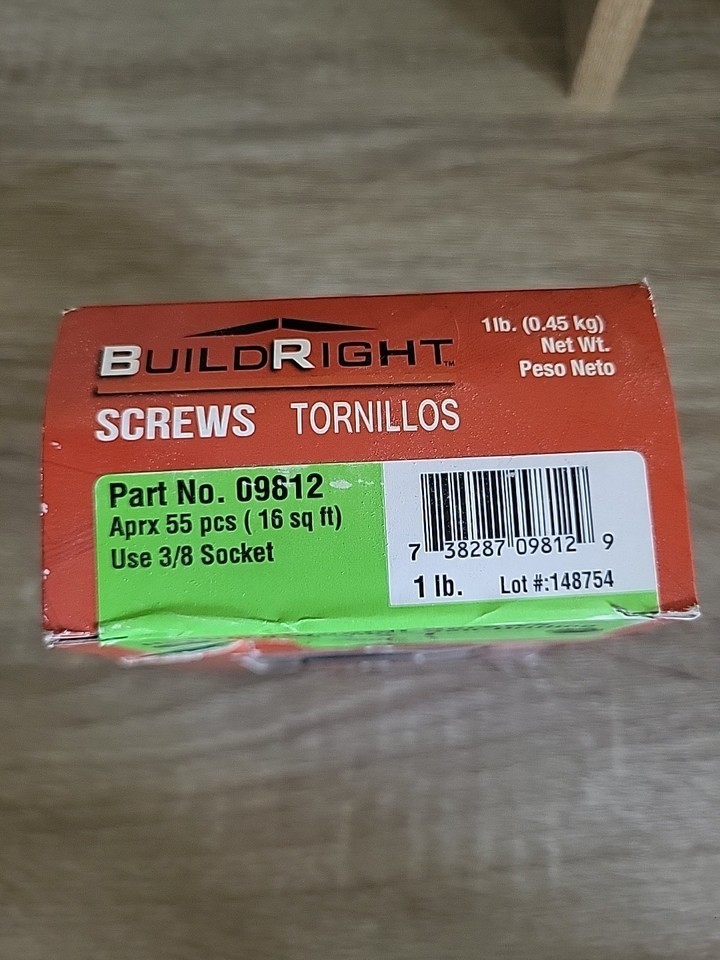 BUILDRIGHT™
1lb. (0.45 kg)
Net Wt.
Peso Neto
SCREWS TORNILLOS
Part No. 09812
Aprx 55 pcs ( 16 sq ft)
Use 3/8 Socket
7 38287 09812 9
1 lb. Lot #:148754